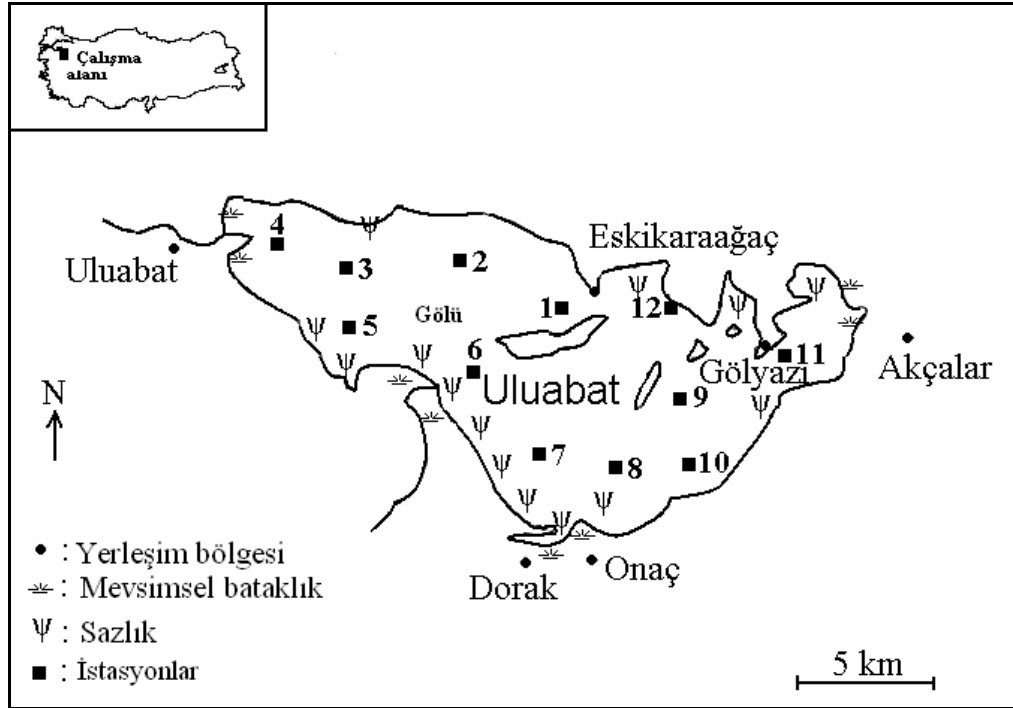 Çalışma
alanı
Eskikaraağaç
4
Uluabat
3
2
1
12
5
Gölü
6
Uluabat
Gölyazi
11
Akçalar
9
N
7
8
10
Dorak
Onaç
: Yerleşim bölgesi
: Mevsimsel bataklık
: Sazlık
: İstasyonlar
5 km